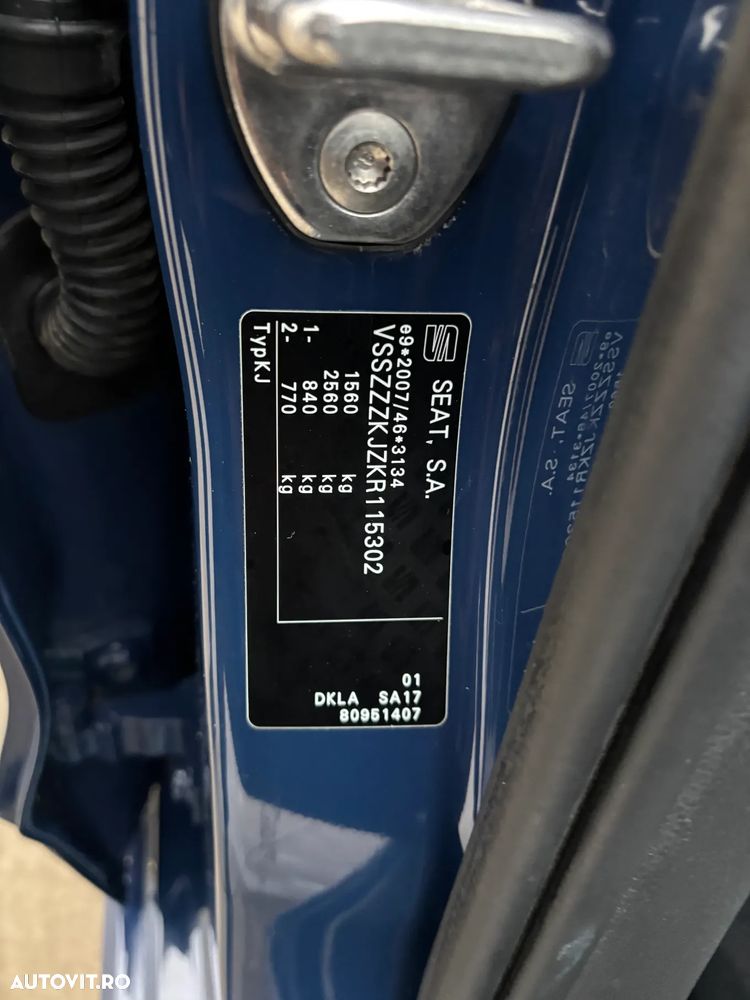 SEAT, S.A.
e9*2007/46*3134
VSSZZZKJZKR115302
1560 kg
2560 kg
1- 840 kg
2- 770 kg
TypKJ
01
DKLA SA17
80951407
AUTOVIT.RO